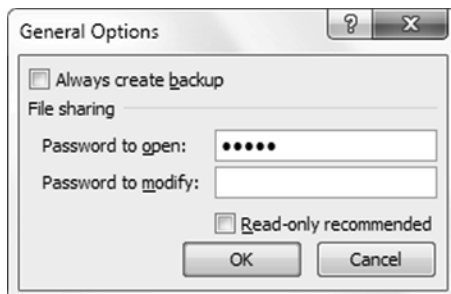 General Options
Always create backup
File sharing
Password to open: •••••
Password to modify:
Read-only recommended
OK Cancel